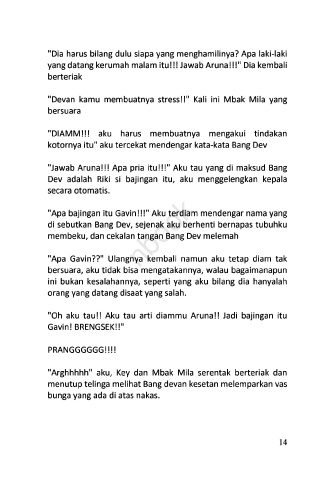 "Dia harus bilang dulu siapa yang menghamilinya? Apa laki-laki
yang datang kerumah malam itu!!! Jawab Aruna!!!" Dia kembali
berteriak
"Devan kamu membuatnya stress!!" Kali ini Mbak Mila yang
bersuara
"DIAMM!!! aku harus membuatnya mengakui tindakan
kotornya itu" aku tercekat mendengar kata-kata Bang Dev
"Jawab Aruna!!! Apa pria itu!!!" Aku tau yang di maksud Bang
Dev adalah Riki si bajingan itu, aku menggelengkan kepala
secara otomatis.
"Apa bajingan itu Gavin!!!" Aku terdiam mendengar nama yang
di sebutkan Bang Dev, sejenak aku berhenti bernapas tubuhku
membeku, dan cekalan tangan Bang Dev melemah
"Apa Gavin??" Ulangnya kembali namun aku tetap diam tak
bersuara, aku tidak bisa mengatakannya, walau bagaimanapun
ini bukan kesalahannya, seperti yang aku bilang dia hanyalah
orang yang datang disaat yang salah.
"Oh aku tau!! Aku tau arti diammu Aruna!! Jadi bajingan itu
Gavin! BRENGSEK!!"
PRANGGGGGG!!!!
"Arghhhhh" aku, Key dan Mbak Mila serentak berteriak dan
menutup telinga melihat Bang devan kesetan melemparkan vas
bunga yang ada di atas nakas.
14